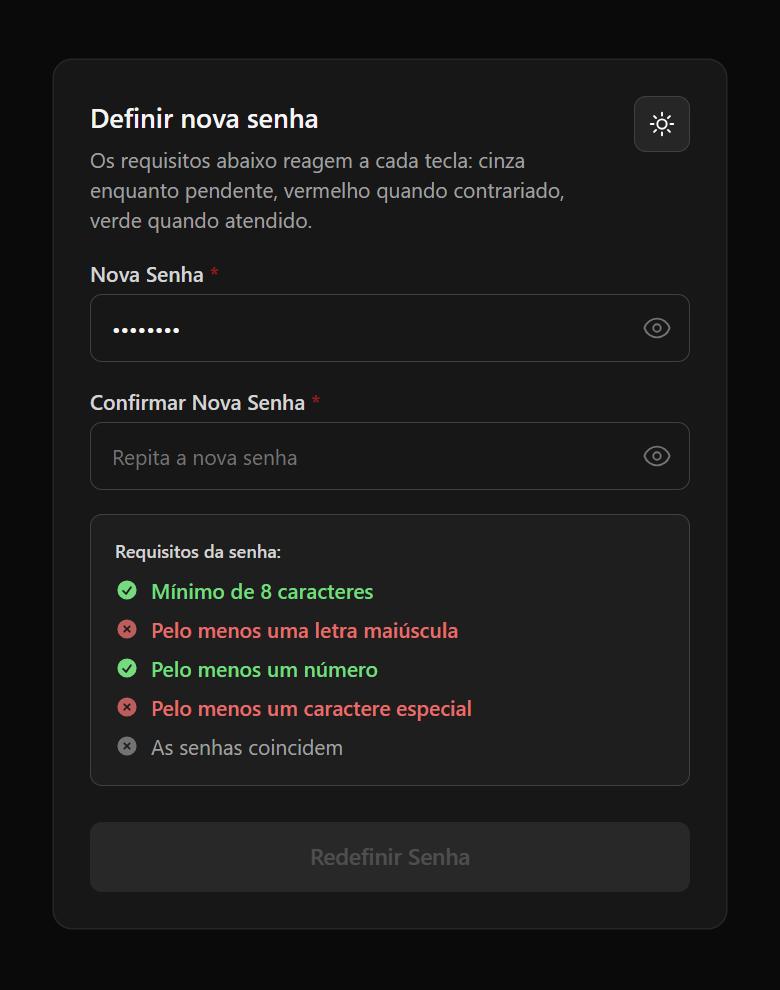 Definir nova senha
Os requisitos abaixo reagem a cada tecla: cinza
enquanto pendente, vermelho quando contrariado,
verde quando atendido.
Nova Senha *
••••••••
Confirmar Nova Senha *
Repita a nova senha
Requisitos da senha:
Mínimo de 8 caracteres
Pelo menos uma letra maiúscula
Pelo menos um número
Pelo menos um caractere especial
As senhas coincidem
Redefinir Senha